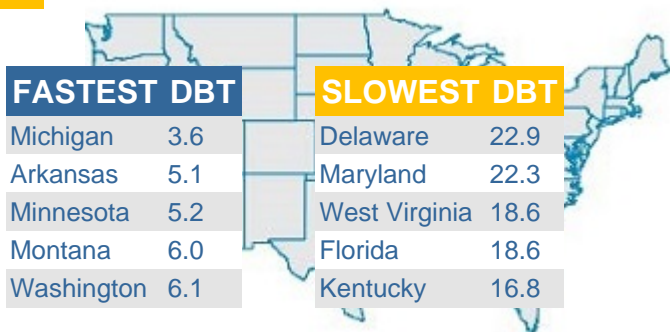 FASTEST DBT
Michigan 3.6
Arkansas 5.1
Minnesota 5.2
Montana 6.0
Washington 6.1
SLOWEST DBT
Delaware 22.9
Maryland 22.3
West Virginia 18.6
Florida 18.6
Kentucky 16.8